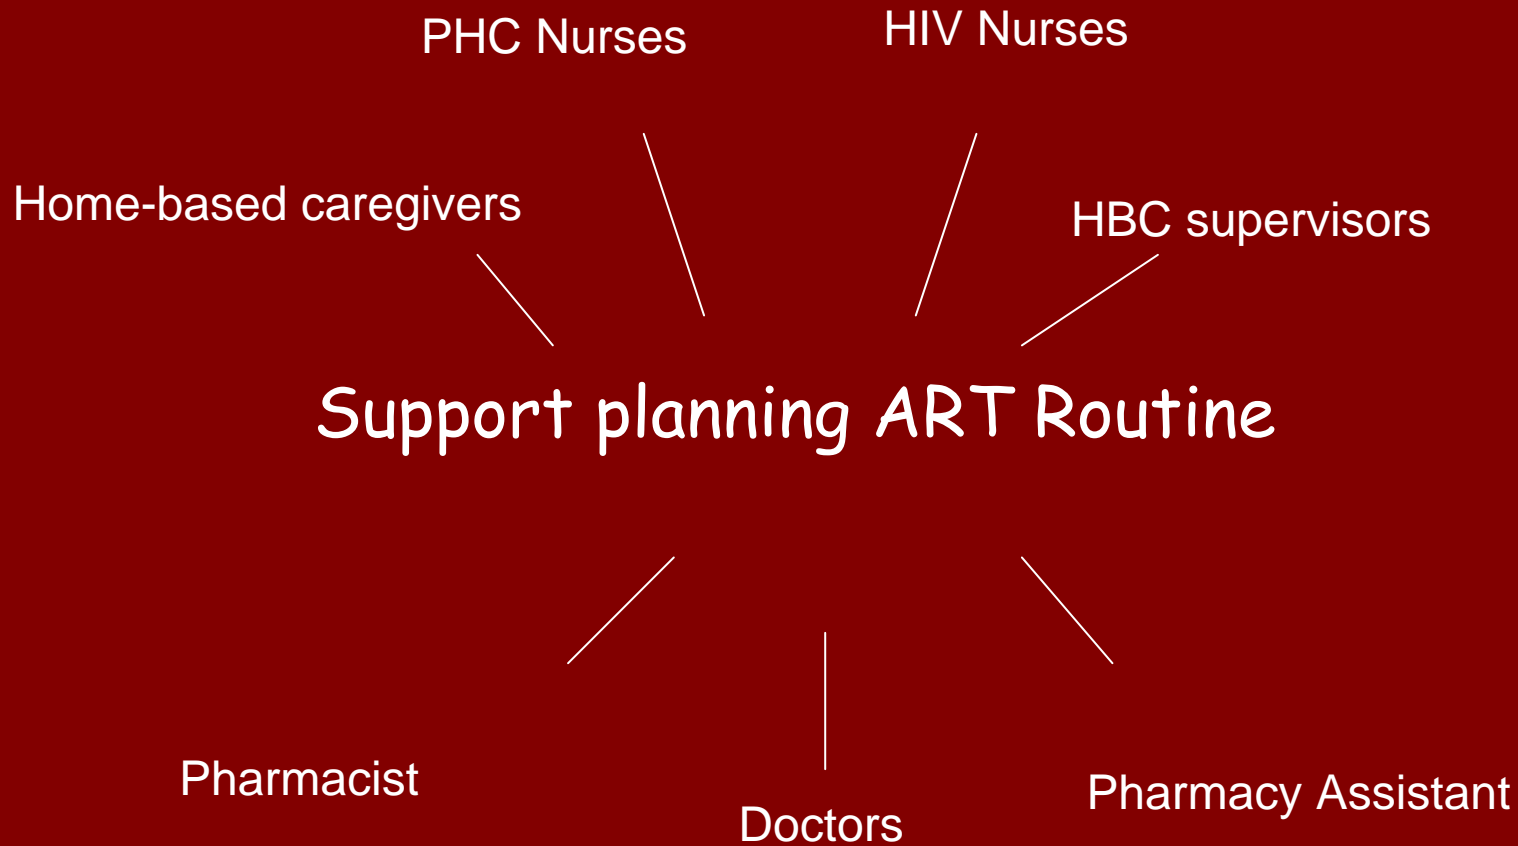 PHC Nurses
HIV Nurses
Home-based caregivers
HBC supervisors
Support planning ART Routine
Pharmacist
Doctors
Pharmacy Assistant